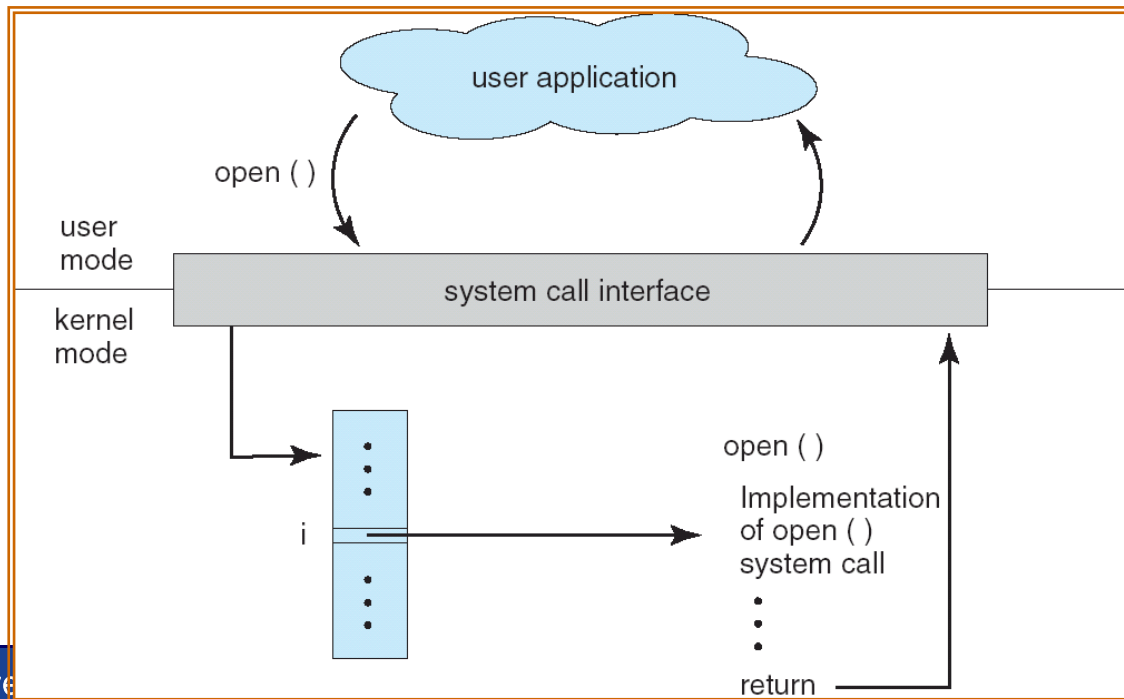 user application
open ( )
user
mode
system call interface
kernel
mode
open ( )
i
Implementation
of open ( )
system call
return